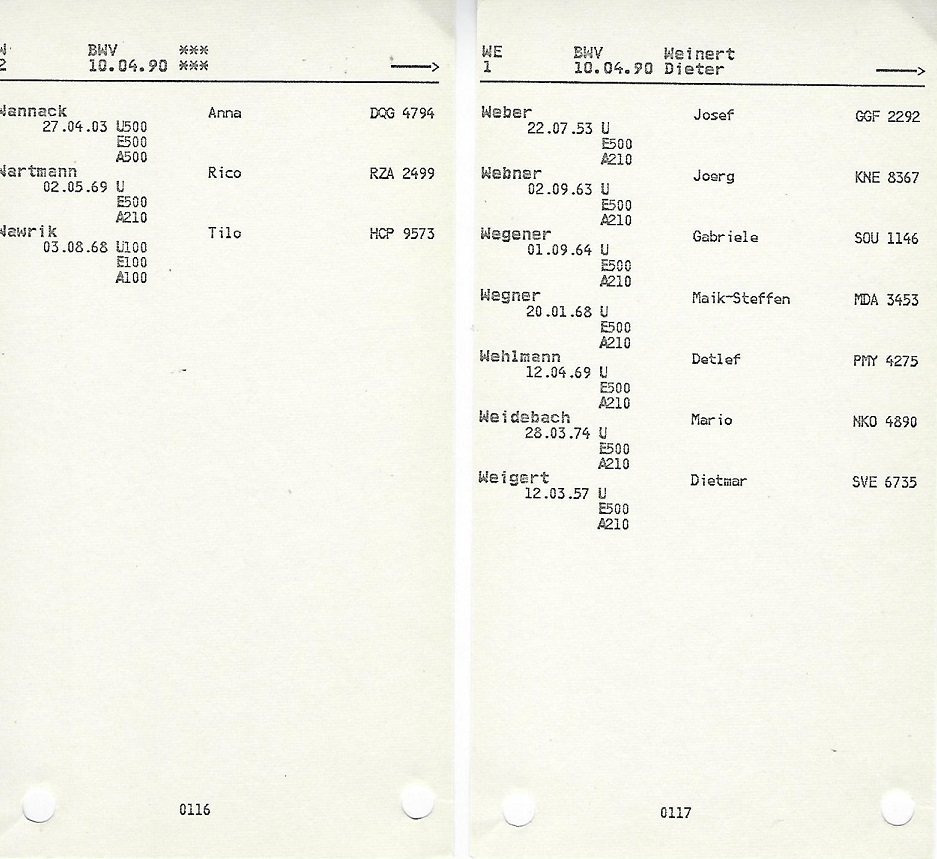 W BWV ***
2 10.04.90 *** ———>
Wannack Anna DQG 4794
27.04.03 U500
E500
A500
Wartmann Rico RZA 2499
02.05.69 U
E500
A210
Wawrik Tilo HCP 9573
03.08.68 U100
E100
A100
0116
WE BWV Weinert
1 10.04.90 Dieter ———>
Weber Josef GGF 2292
22.07.53 U
E500
A210
Webner Joerg KNE 8367
02.09.63 U
E500
A210
Wegener Gabriele SOU 1146
01.09.64 U
E500
A210
Wegner Maik-Steffen MDA 3453
20.01.68 U
E500
A210
Wehlmann Detlef PMY 4275
12.04.69 U
E500
A210
Weidebach Mario NKO 4890
28.03.74 U
E500
A210
Weigert Dietmar SVE 6735
12.03.57 U
E500
A210
0117